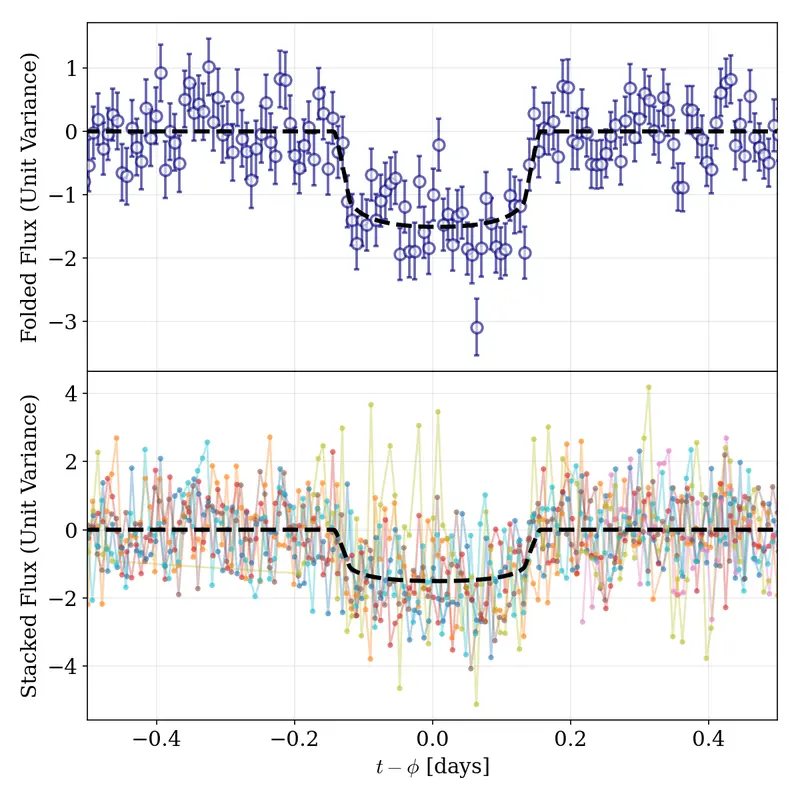 Folded Flux (Unit Variance)
1
0
−1
−2
−3
Stacked Flux (Unit Variance)
4
2
0
−2
−4
−0.4 −0.2 0.0 0.2 0.4
t − ϕ [days]